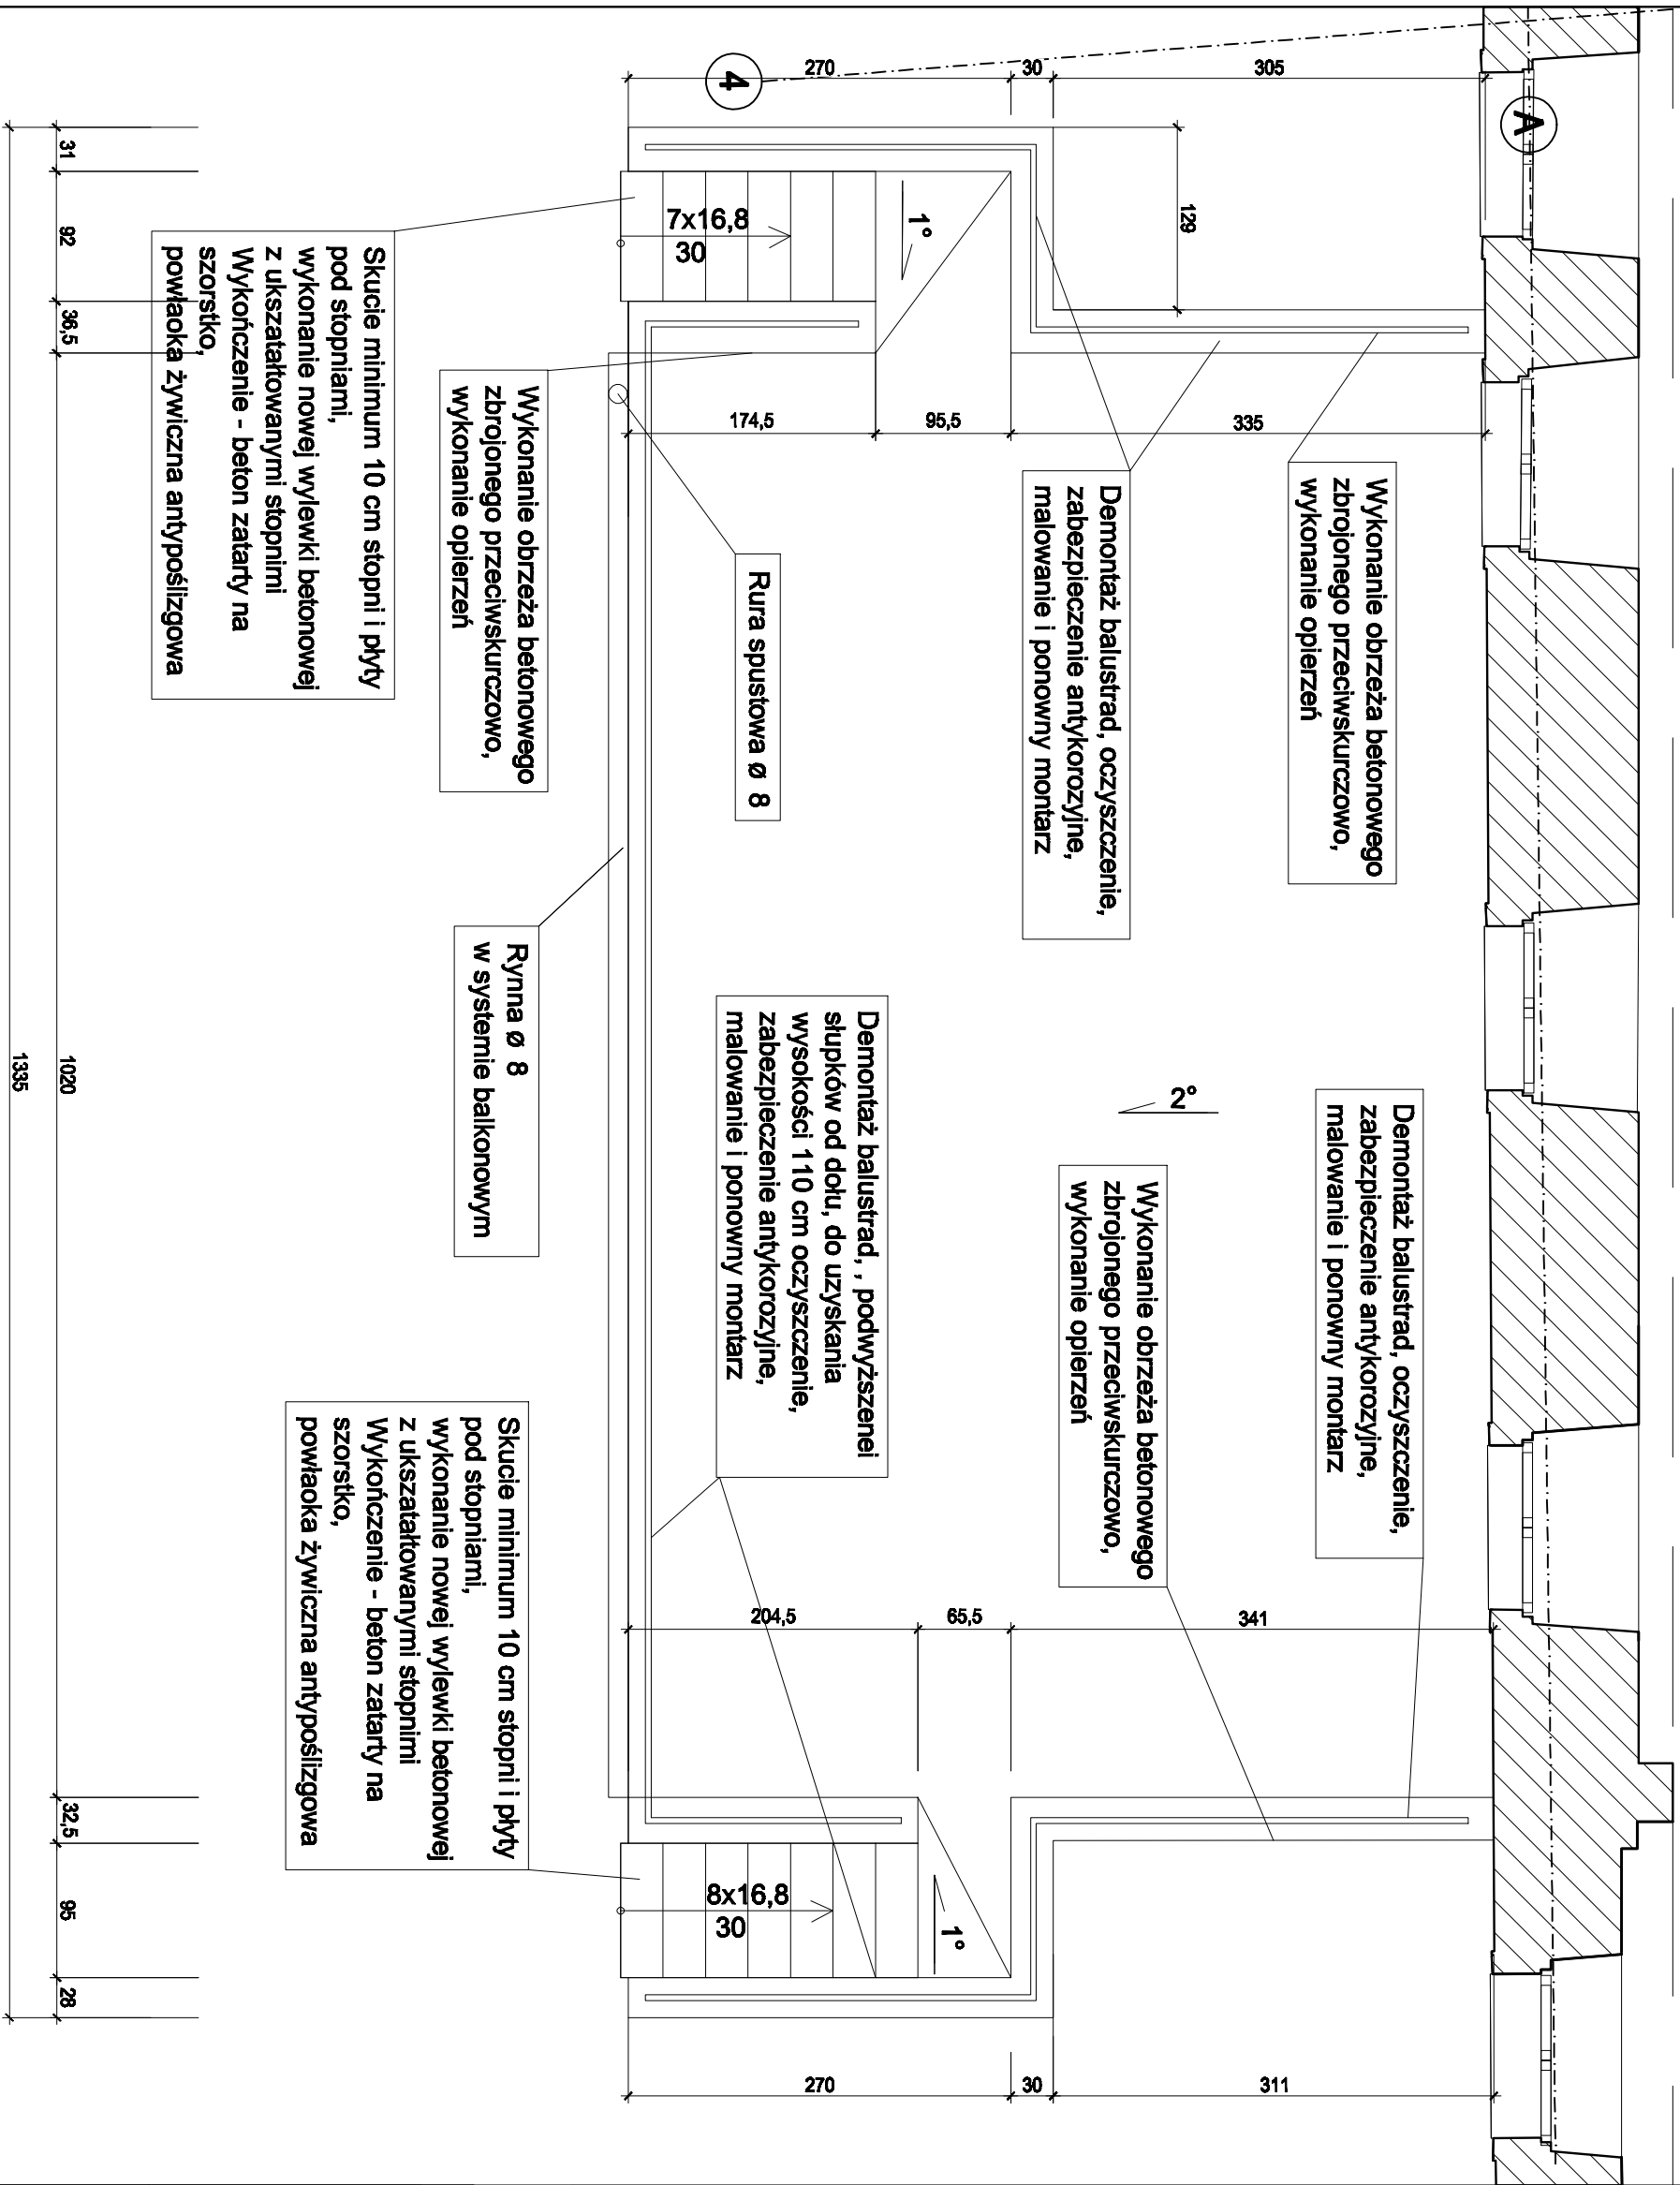 A
4
305
30
270
129
335
95,5
174,5
Wykonanie obrzeża betonowego
zbrojonego przeciwskurczowo,
wykonanie opierzeń
Demontaż balustrad, oczyszczenie,
zabezpieczenie antykorozyjne,
malowanie i ponowny montarz
1°
7x16,8
30
Rura spustowa ø 8
Wykonanie obrzeża betonowego
zbrojonego przeciwskurczowo,
wykonanie opierzeń
Skucie minimum 10 cm stopni i płyty
pod stopniami,
wykonanie nowej wylewki betonowej
z ukszatałtowanymi stopnimi
Wykończenie - beton zatarty na
szorstko,
powłaoka żywiczna antypoślizgowa
Rynna ø 8
w systemie balkonowym
2°
Demontaż balustrad, oczyszczenie,
zabezpieczenie antykorozyjne,
malowanie i ponowny montarz
Wykonanie obrzeża betonowego
zbrojonego przeciwskurczowo,
wykonanie opierzeń
Demontaż balustrad, , podwyższenei
słupków od dołu, do uzyskania
wysokości 110 cm oczyszczenie,
zabezpieczenie antykorozyjne,
malowanie i ponowny montarz
341
65,5
204,5
Skucie minimum 10 cm stopni i płyty
pod stopniami,
wykonanie nowej wylewki betonowej
z ukszatałtowanymi stopnimi
Wykończenie - beton zatarty na
szorstko,
powłaoka żywiczna antypoślizgowa
1°
8x16,8
30
311
30
270
31
92
36,5
1020
32,5
95
28
1335